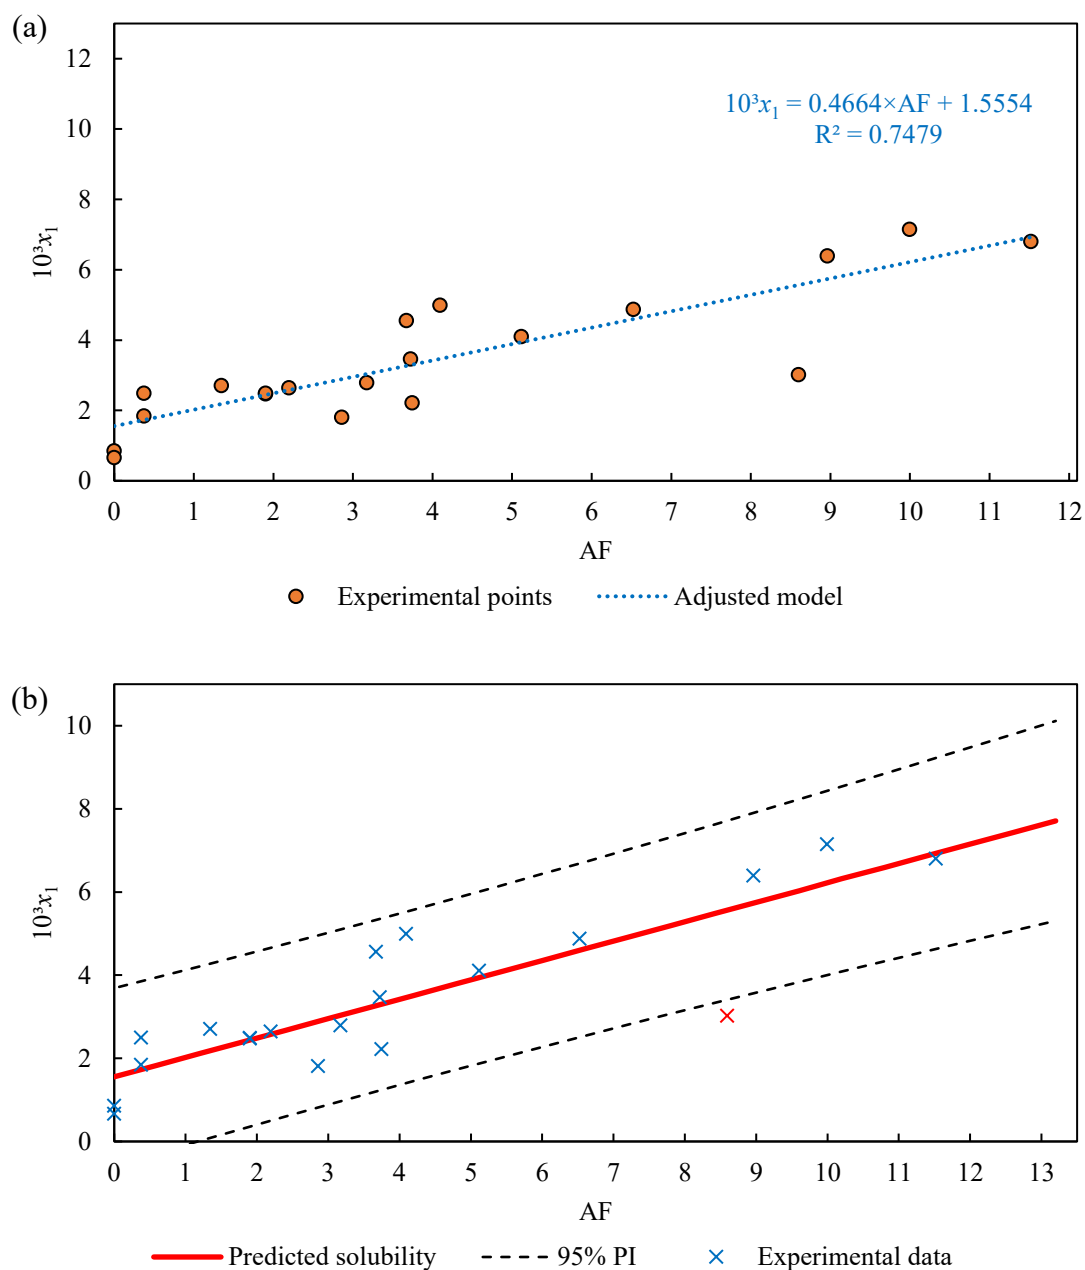 (a)
12
10
8
6
4
2
0
10³x₁
10³x₁ = 0.4664×AF + 1.5554
R² = 0.7479
0 1 2 3 4 5 6 7 8 9 10 11 12
AF
Experimental points Adjusted model
(b)
10
8
6
4
2
0
10³x₁
0 1 2 3 4 5 6 7 8 9 10 11 12 13
AF
Predicted solubility 95% PI Experimental data